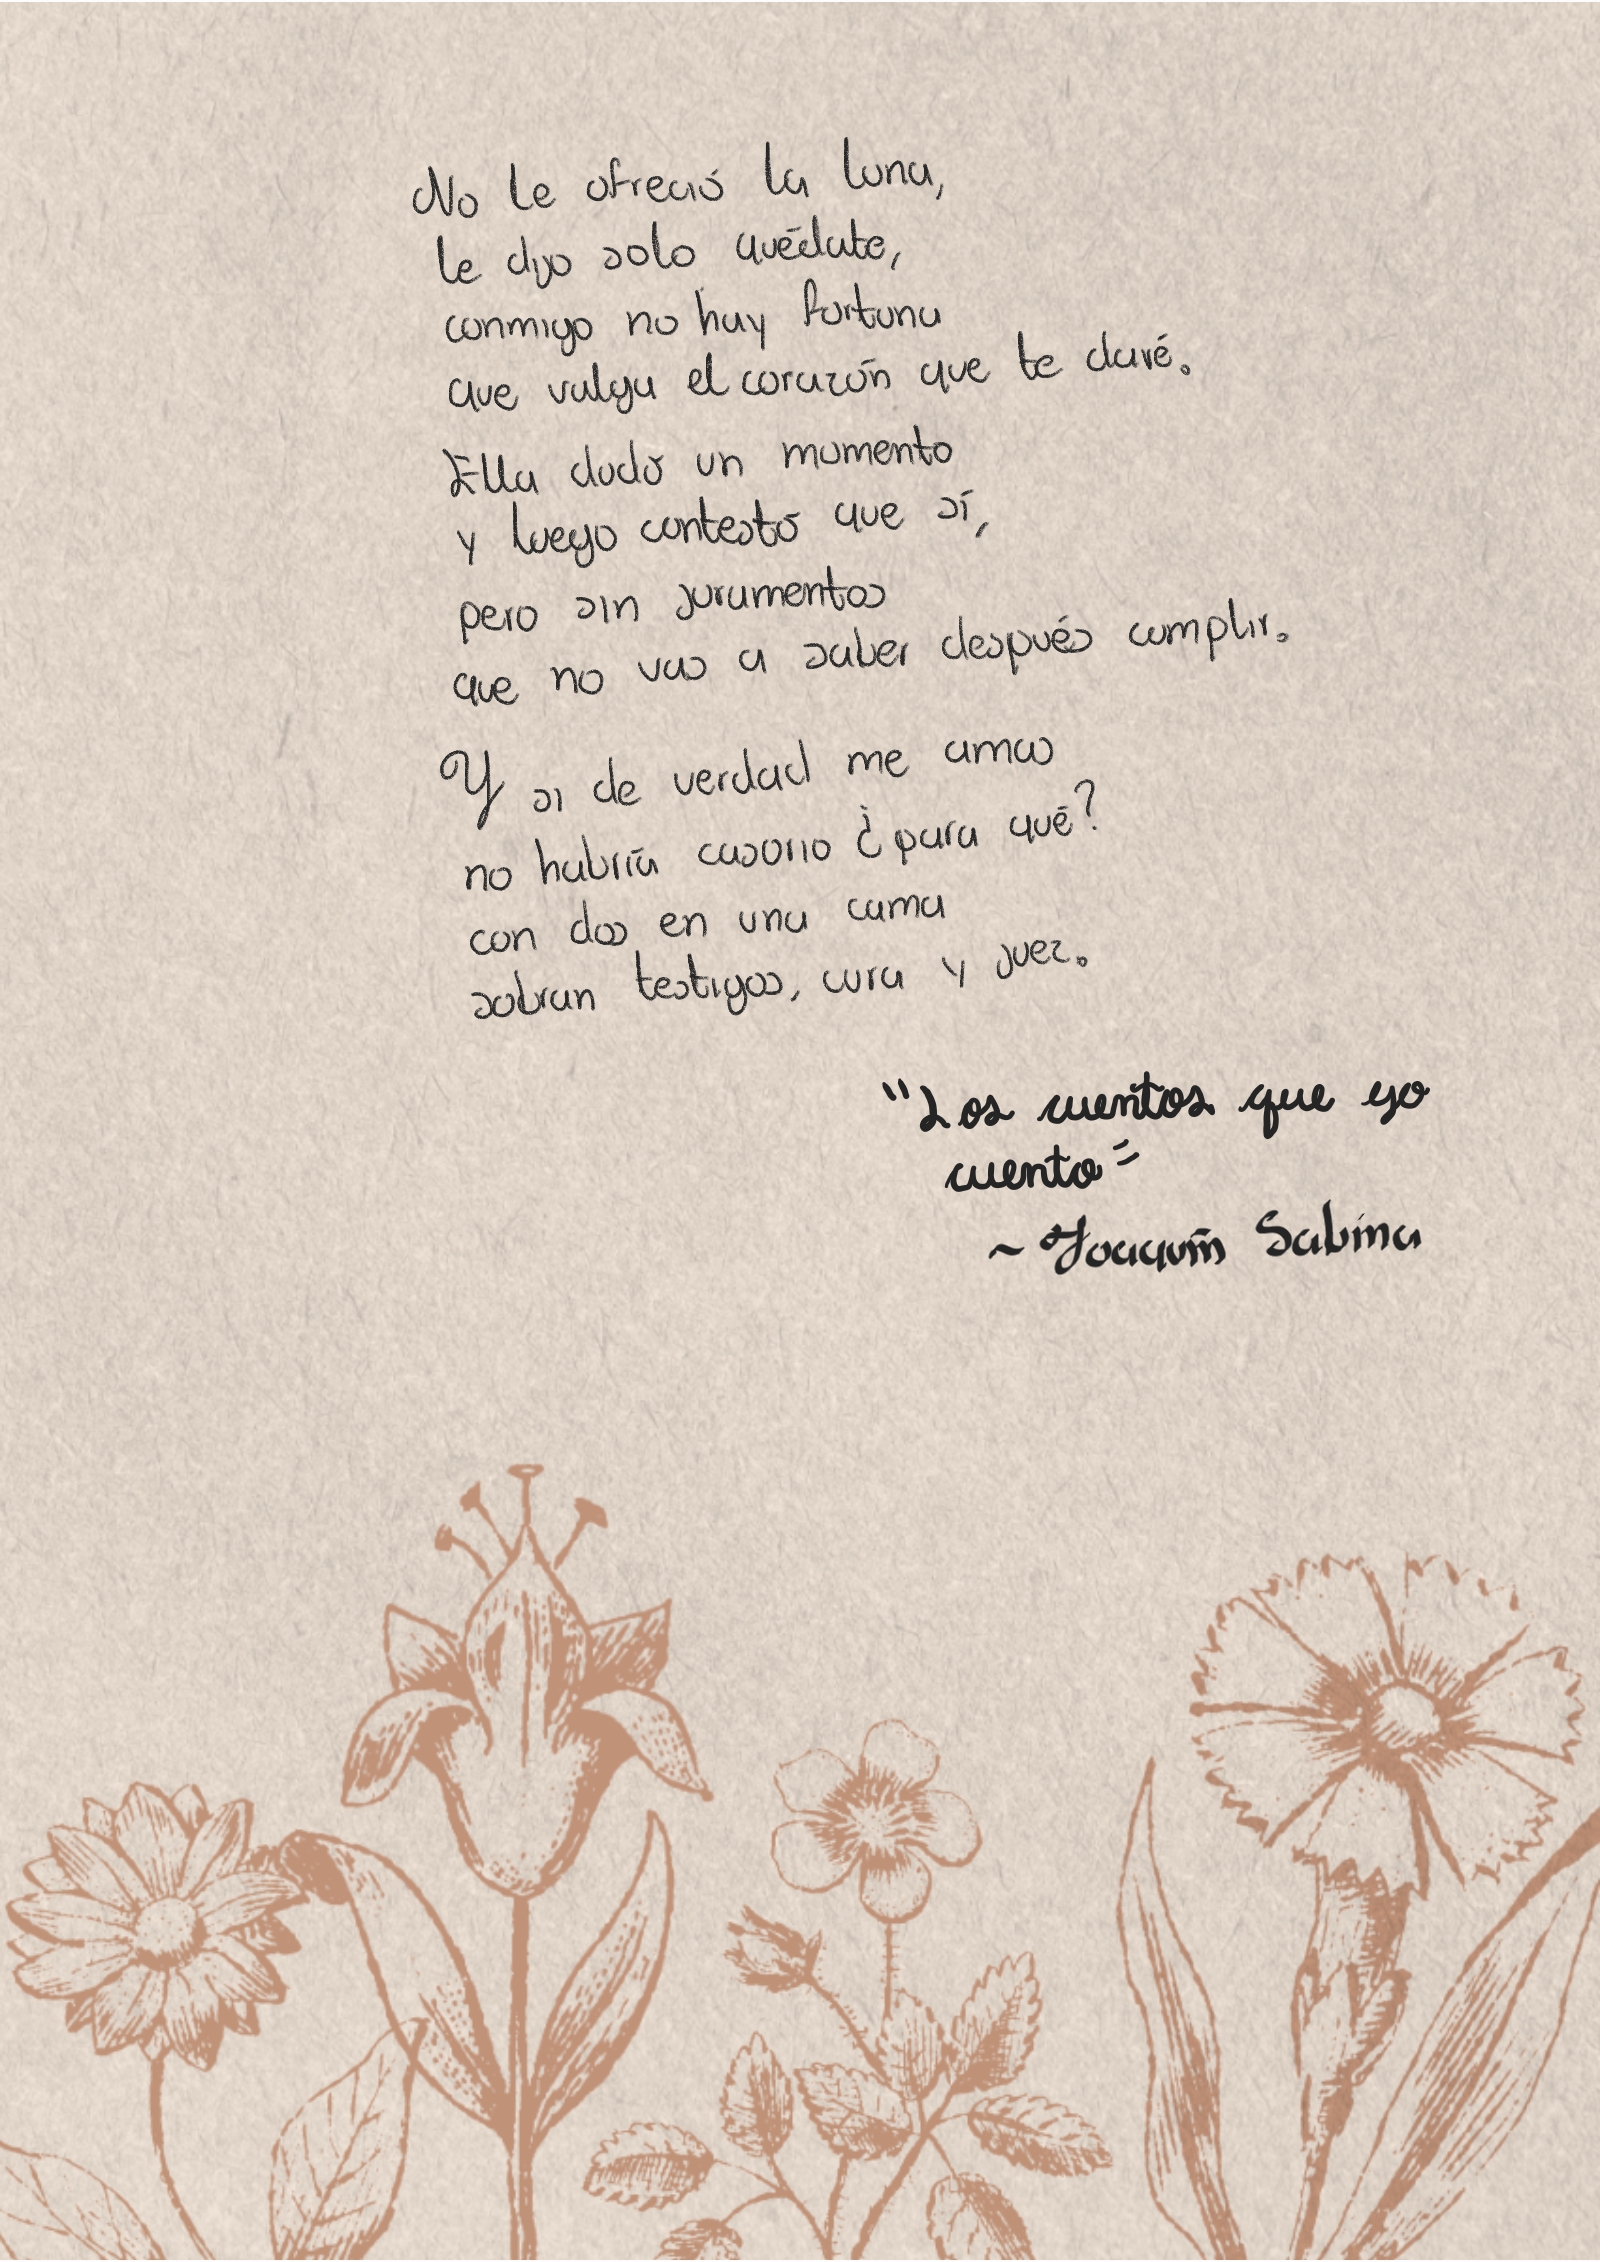 No le ofreció la luna,
le dijo solo quédate,
conmigo no hay fortuna
que valga el corazón que te daré.
Ella dudó un momento
y luego contestó que sí,
pero sin juramentos
que no vas a saber después cumplir.
Y si de verdad me amas
no habría casorio ¿para qué?
con dos en una cama
sobran testigos, cura y juez.
"Los cuentos que yo
cuento"
~ Joaquín Sabina